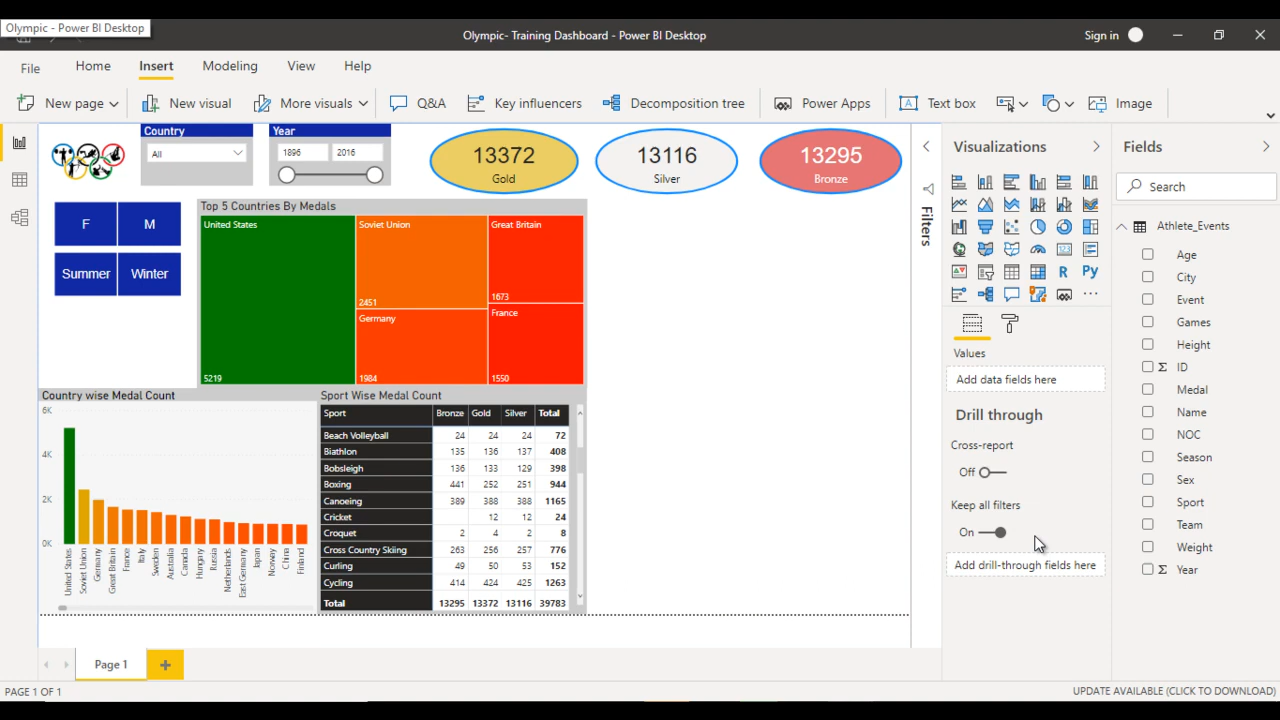 Olympic - Power BI Desktop
Olympic- Training Dashboard - Power BI Desktop
Sign in
File Home Insert Modeling View Help
New page New visual More visuals Q&A Key influencers Decomposition tree Power Apps Text box Image
Country
All
Year
1896 2016
13372
Gold
13116
Silver
13295
Bronze
F M
Summer Winter
Top 5 Countries By Medals
United States
5219
Soviet Union
2451
Germany
1984
Great Britain
1673
France
1550
Country wise Medal Count
6K
4K
2K
0K
United States
Soviet Union
Germany
Great Britain
France
Italy
Sweden
Australia
Canada
Hungary
Russia
Netherlands
East Germany
Japan
Norway
China
Finland
Sport Wise Medal Count
Sport Bronze Gold Silver Total
Beach Volleyball 24 24 24 72
Biathlon 135 136 137 408
Bobsleigh 136 133 129 398
Boxing 441 252 251 944
Canoeing 389 388 388 1165
Cricket 12 12 24
Croquet 2 4 2 8
Cross Country Skiing 263 256 257 776
Curling 49 50 53 152
Cycling 414 424 425 1263
Total 13295 13372 13116 39783
Filters
Visualizations
R Py
Values
Add data fields here
Drill through
Cross-report
Off
Keep all filters
On
Add drill-through fields here
Fields
Search
Athlete_Events
Age
City
Event
Games
Height
Σ ID
Medal
Name
NOC
Season
Sex
Sport
Team
Weight
Σ Year
Page 1
PAGE 1 OF 1
UPDATE AVAILABLE (CLICK TO DOWNLOAD)